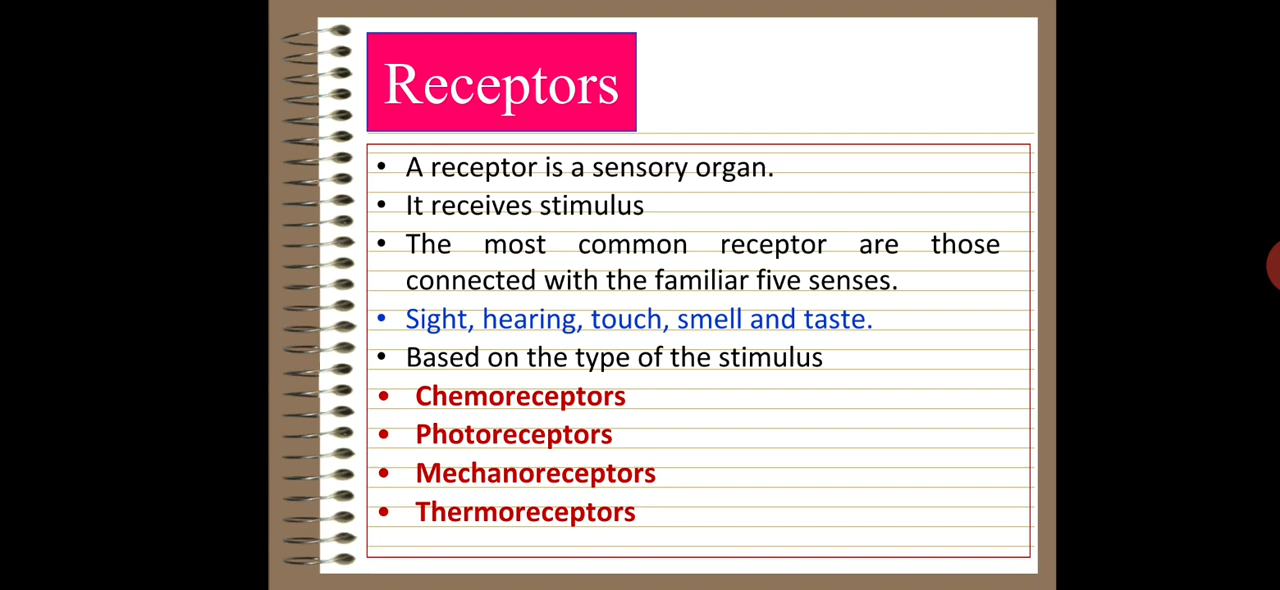 Receptors
• A receptor is a sensory organ.
• It receives stimulus
• The most common receptor are those
connected with the familiar five senses.
• Sight, hearing, touch, smell and taste.
• Based on the type of the stimulus
• Chemoreceptors
• Photoreceptors
• Mechanoreceptors
• Thermoreceptors